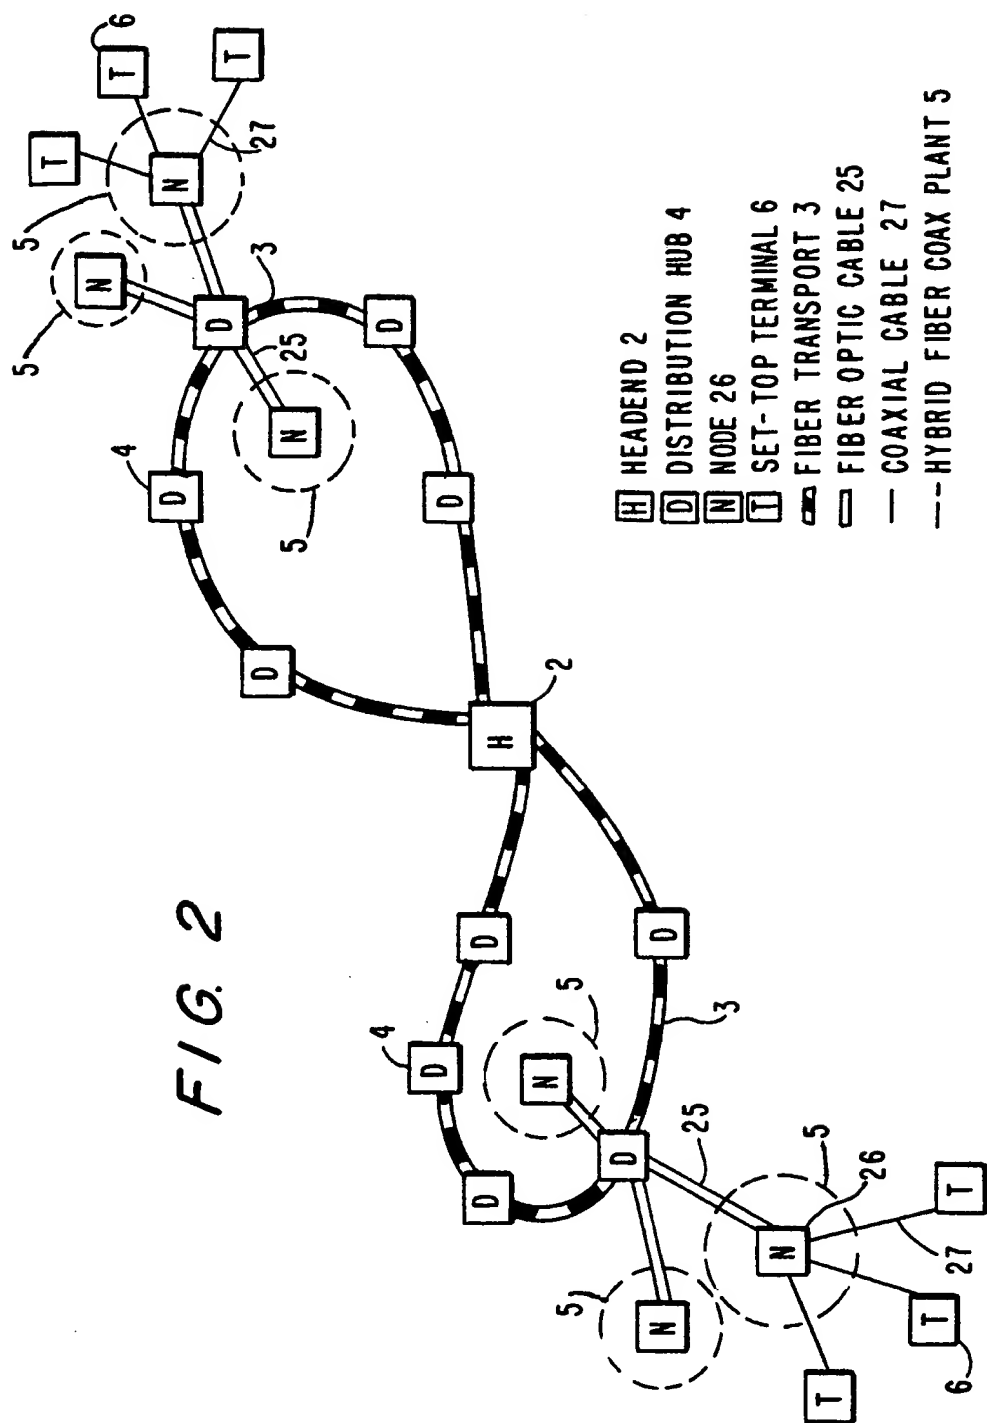 FIG. 2
5
5
T
6
N
T
4
D
N
T
D
27
3
D
25
5
N
D
D
H
2
4
D
D
D
5
N
5
D
D
N
25
3
N
5
26
T
T
27
T
6
H HEADEND 2
D DISTRIBUTION HUB 4
N NODE 26
T SET-TOP TERMINAL 6
FIBER TRANSPORT 3
FIBER OPTIC CABLE 25
COAXIAL CABLE 27
HYBRID FIBER COAX PLANT 5